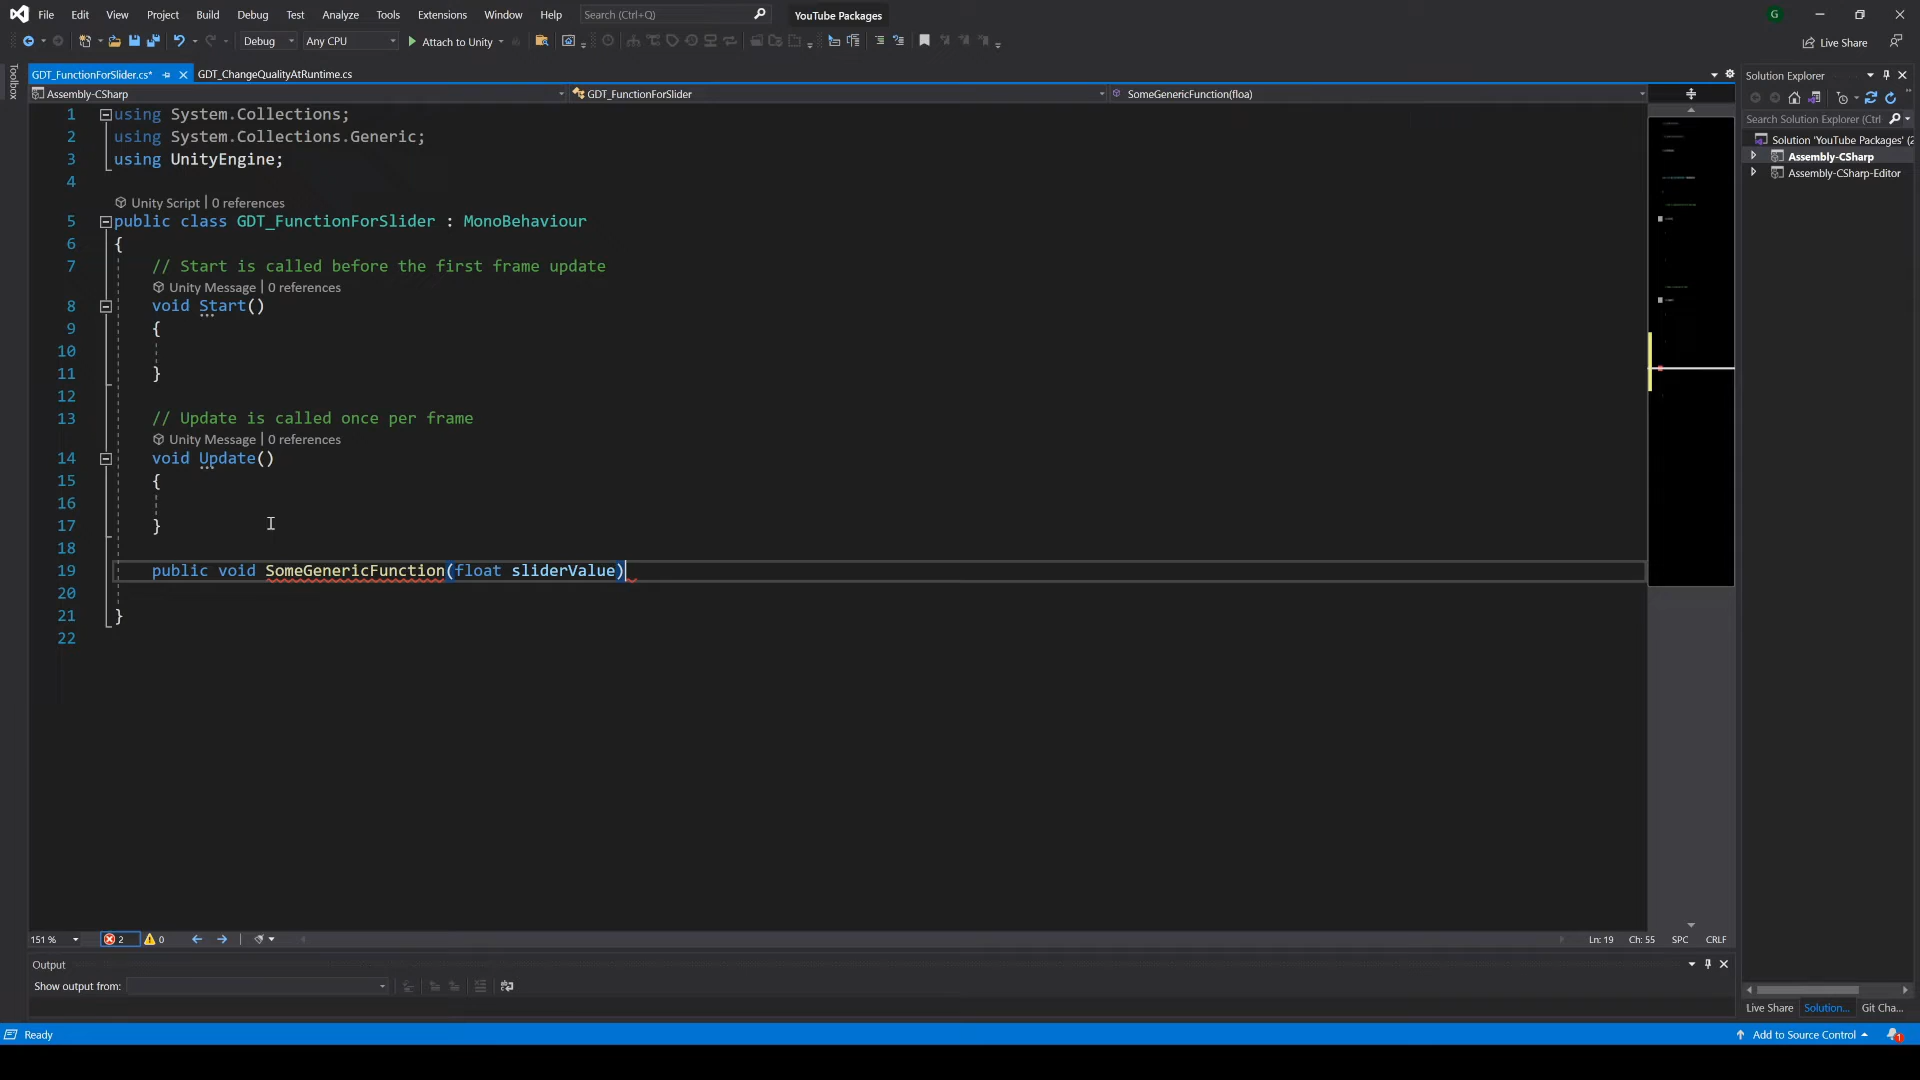 File Edit View Project Build Debug Test Analyze Tools Extensions Window Help Search (Ctrl+Q) YouTube Packages G
Debug Any CPU Attach to Unity Live Share
Toolbox
GDT_FunctionForSlider.cs* GDT_ChangeQualityAtRuntime.cs
Assembly-CSharp GDT_FunctionForSlider SomeGenericFunction(floa)
1 using System.Collections;
2 using System.Collections.Generic;
3 using UnityEngine;
4
Unity Script | 0 references
5 public class GDT_FunctionForSlider : MonoBehaviour
6 {
7 // Start is called before the first frame update
Unity Message | 0 references
8 void Start()
9 {
10
11 }
12
13 // Update is called once per frame
Unity Message | 0 references
14 void Update()
15 {
16
17 }
18
19 public void SomeGenericFunction(float sliderValue)
20
21 }
22
151 % 2 0 Ln: 19 Ch: 55 SPC CRLF
Output
Show output from:
Solution Explorer
Search Solution Explorer (Ctrl
Solution 'YouTube Packages' (2
Assembly-CSharp
Assembly-CSharp-Editor
Live Share Solution... Git Cha...
Ready Add to Source Control 1